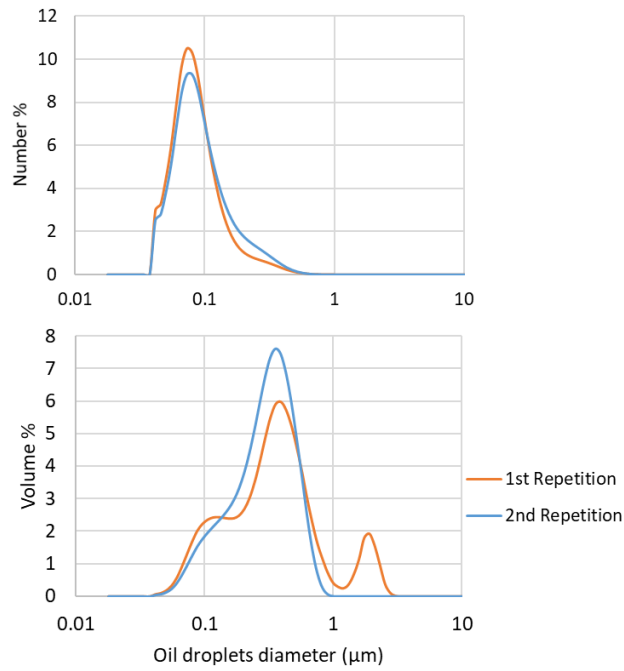 12
10
8
6
4
2
0
Number %
0.01 0.1 1 10
8
7
6
5
4
3
2
1
0
Volume %
0.01 0.1 1 10
Oil droplets diameter (μm)
1st Repetition
2nd Repetition